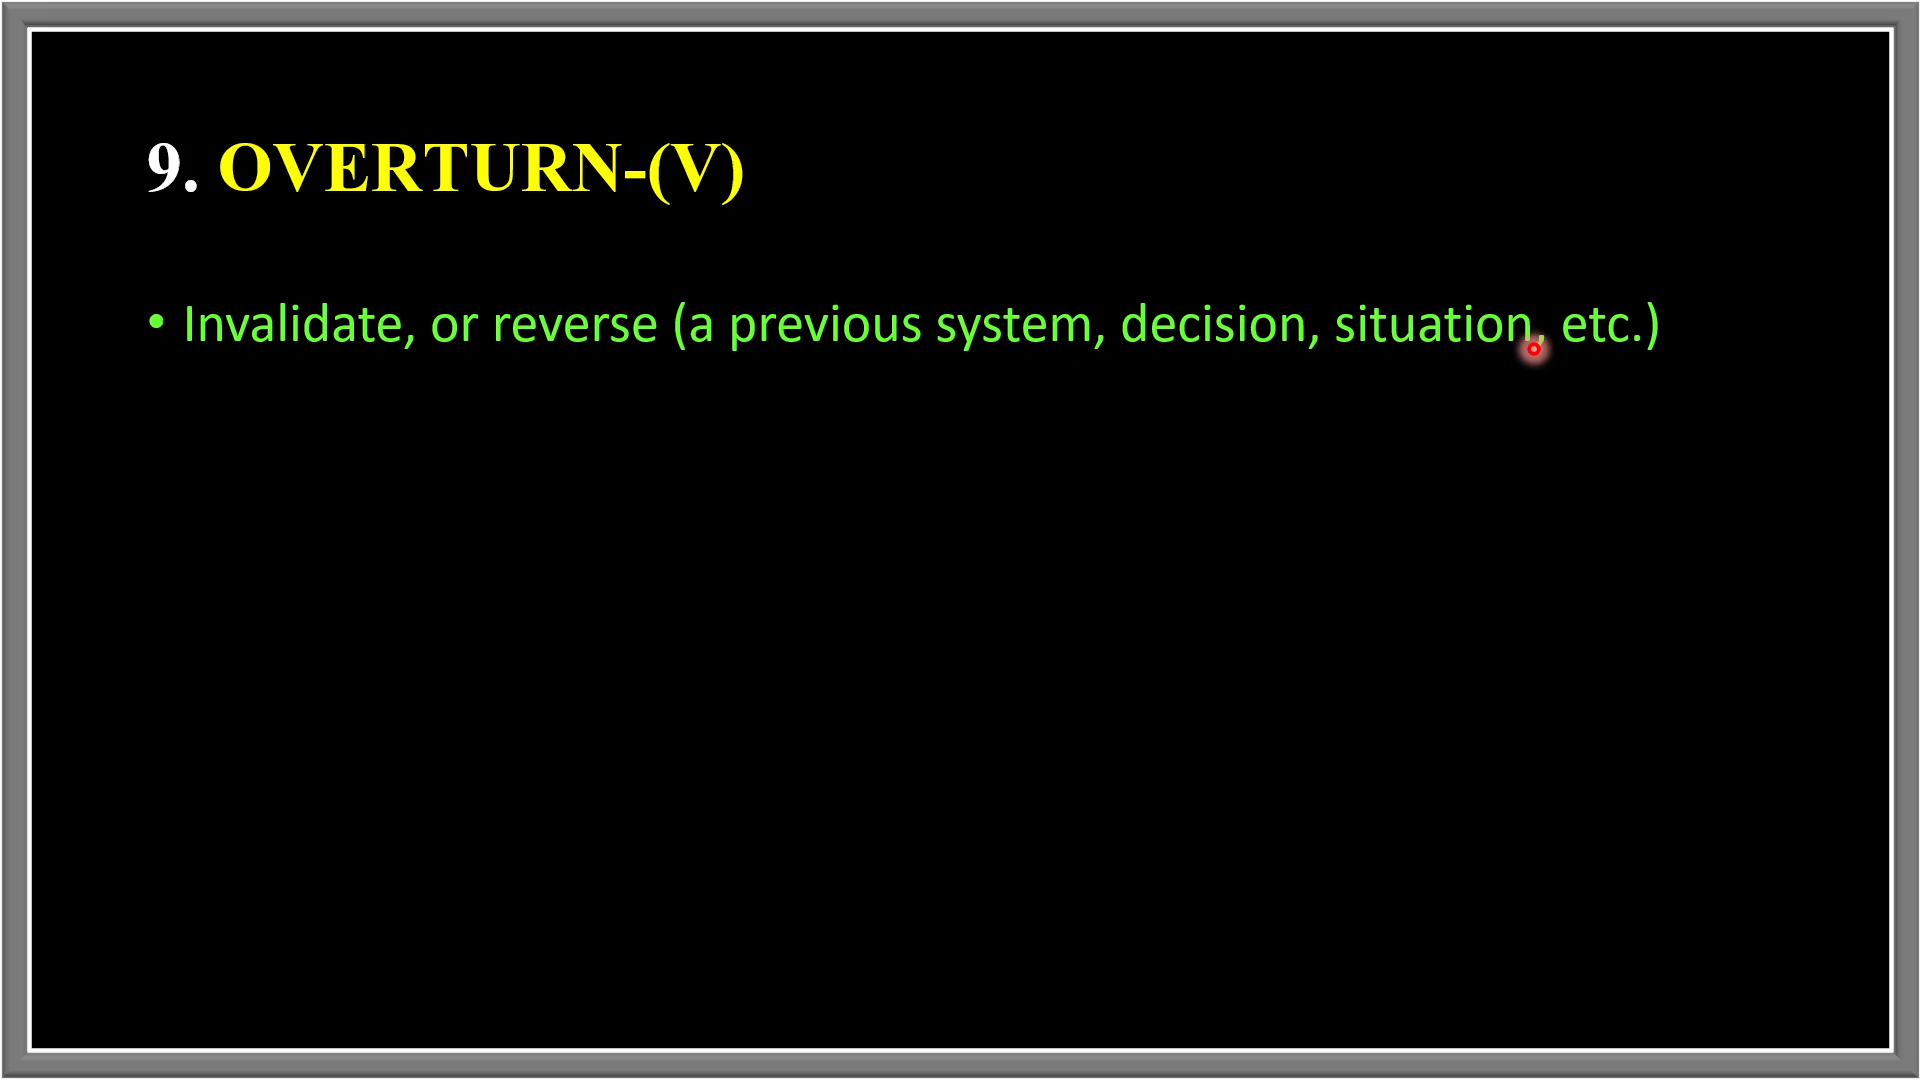 9. OVERTURN-(V)
• Invalidate, or reverse (a previous system, decision, situation, etc.)